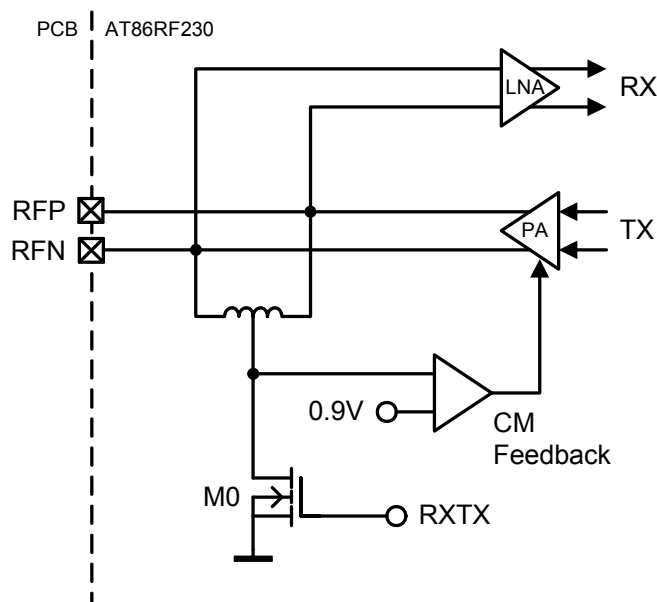 PCB AT86RF230
LNA
RX
RFP
RFN
PA
TX
0.9V
CM
Feedback
M0
RXTX